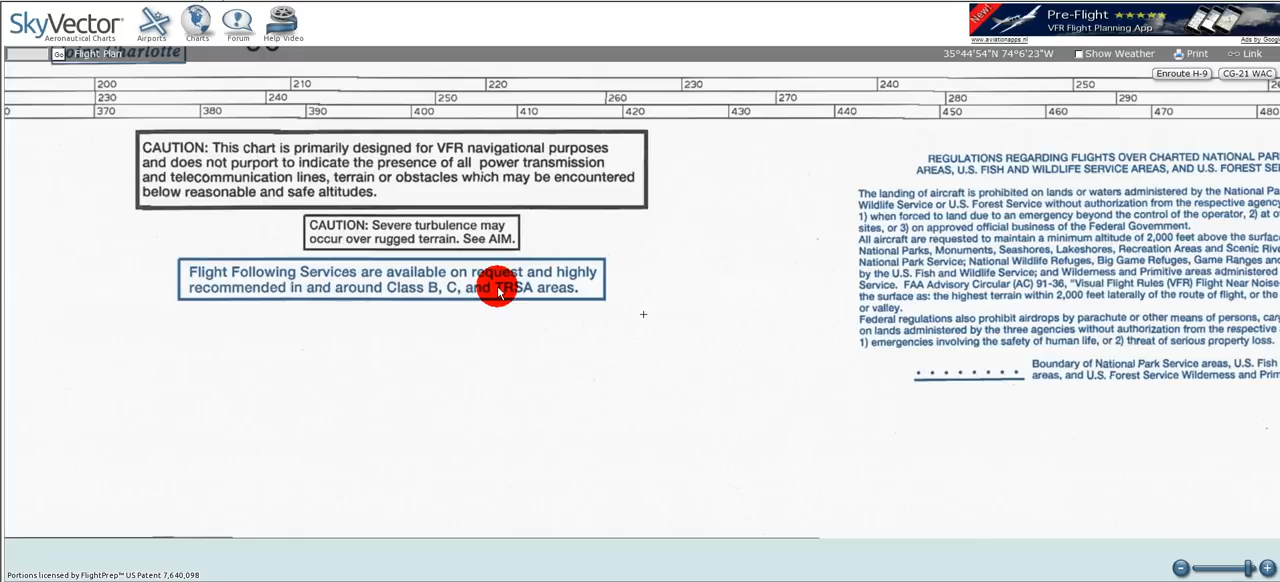 SkyVector
Aeronautical Charts
Airports
Charts
Forum
Help Video
New!
Pre-Flight
VFR Flight Planning App
www.aviationapps.nl
Ads by Goog
Go
Flight Plan
35°44'54"N 74°6'23"W
Show Weather
Print
Link
Enroute H-9
CG-21 WAC
200 210 220 230 240 250
230 240 250 260 270 280 290
0 370 380 390 400 410 420 430 440 450 460 470 480
CAUTION: This chart is primarily designed for VFR navigational purposes
and does not purport to indicate the presence of all power transmission
and telecommunication lines, terrain or obstacles which may be encountered
below reasonable and safe altitudes.
CAUTION: Severe turbulence may
occur over rugged terrain. See AIM.
Flight Following Services are available on request and highly
recommended in and around Class B, C, and TRSA areas.
REGULATIONS REGARDING FLIGHTS OVER CHARTED NATIONAL PAR
AREAS, U.S. FISH AND WILDLIFE SERVICE AREAS, AND U.S. FOREST SE
The landing of aircraft is prohibited on lands or waters administered by the National Pa
Wildlife Service or U.S. Forest Service without authorization from the respective agency
1) when forced to land due to an emergency beyond the control of the operator, 2) at o
sites, or 3) on approved official business of the Federal Government.
All aircraft are requested to maintain a minimum altitude of 2,000 feet above the surface
National Parks, Monuments, Seashores, Lakeshores, Recreation Areas and Scenic Rive
National Park Service; National Wildlife Refuges, Big Game Refuges, Game Ranges and
by the U.S. Fish and Wildlife Service; and Wilderness and Primitive areas administered
Service. FAA Advisory Circular (AC) 91-36, "Visual Flight Rules (VFR) Flight Near Noise
the surface as: the highest terrain within 2,000 feet laterally of the route of flight, or the
or valley.
Federal regulations also prohibit airdrops by parachute or other means of persons, carg
on lands administered by the three agencies without authorization from the respective
1) emergencies involving the safety of human life, or 2) threat of serious property loss.
Boundary of National Park Service areas, U.S. Fish
areas, and U.S. Forest Service Wilderness and Prim
Portions licensed by FlightPrep™ US Patent 7,640,098